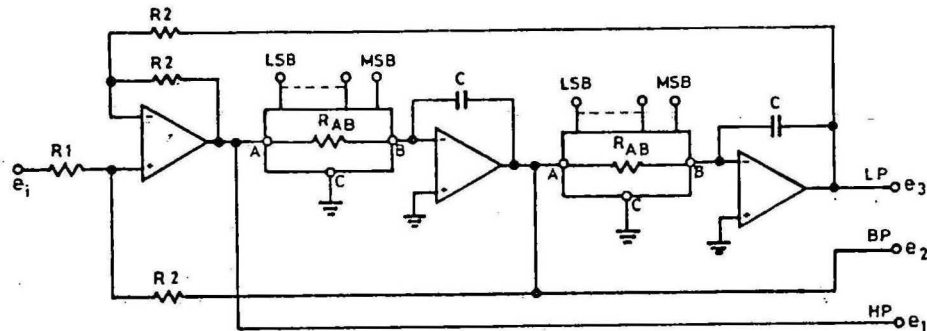 R2
R2
LSB MSB
C
LSB MSB
C
R1
A
RAB
B
A
RAB
B
ei
C
C
LP e3
BP e2
R2
HP e1